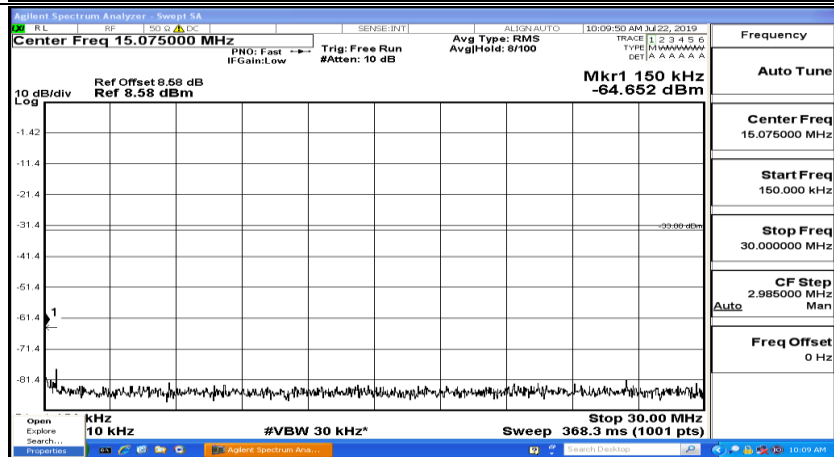 Agilent Spectrum Analyzer - Swept SA
LXI RL RF 50 Ω DC SENSE:INT ALIGN AUTO 10:09:50 AM Jul 22, 2019
Center Freq 15.075000 MHz
PNO: Fast
IFGain:Low
Trig: Free Run
#Atten: 10 dB
Avg Type: RMS
Avg|Hold: 8/100
TRACE 1 2 3 4 5 6
TYPE M
DET A A A A A A
Mkr1 150 kHz
-64.652 dBm
Ref Offset 8.58 dB
10 dB/div Ref 8.58 dBm
Log
-1.42
-11.4
-21.4
-31.4
-33.00 dBm
-41.4
-51.4
-61.4
1
-71.4
-81.4
kHz
Stop 30.00 MHz
10 kHz
#VBW 30 kHz*
Sweep 368.3 ms (1001 pts)
Frequency
Auto Tune
Center Freq
15.075000 MHz
Start Freq
150.000 kHz
Stop Freq
30.000000 MHz
CF Step
2.985000 MHz
Auto Man
Freq Offset
0 Hz
Open
Explore
Search...
Properties
Agilent Spectrum Ana...
Search Desktop
10:09 AM